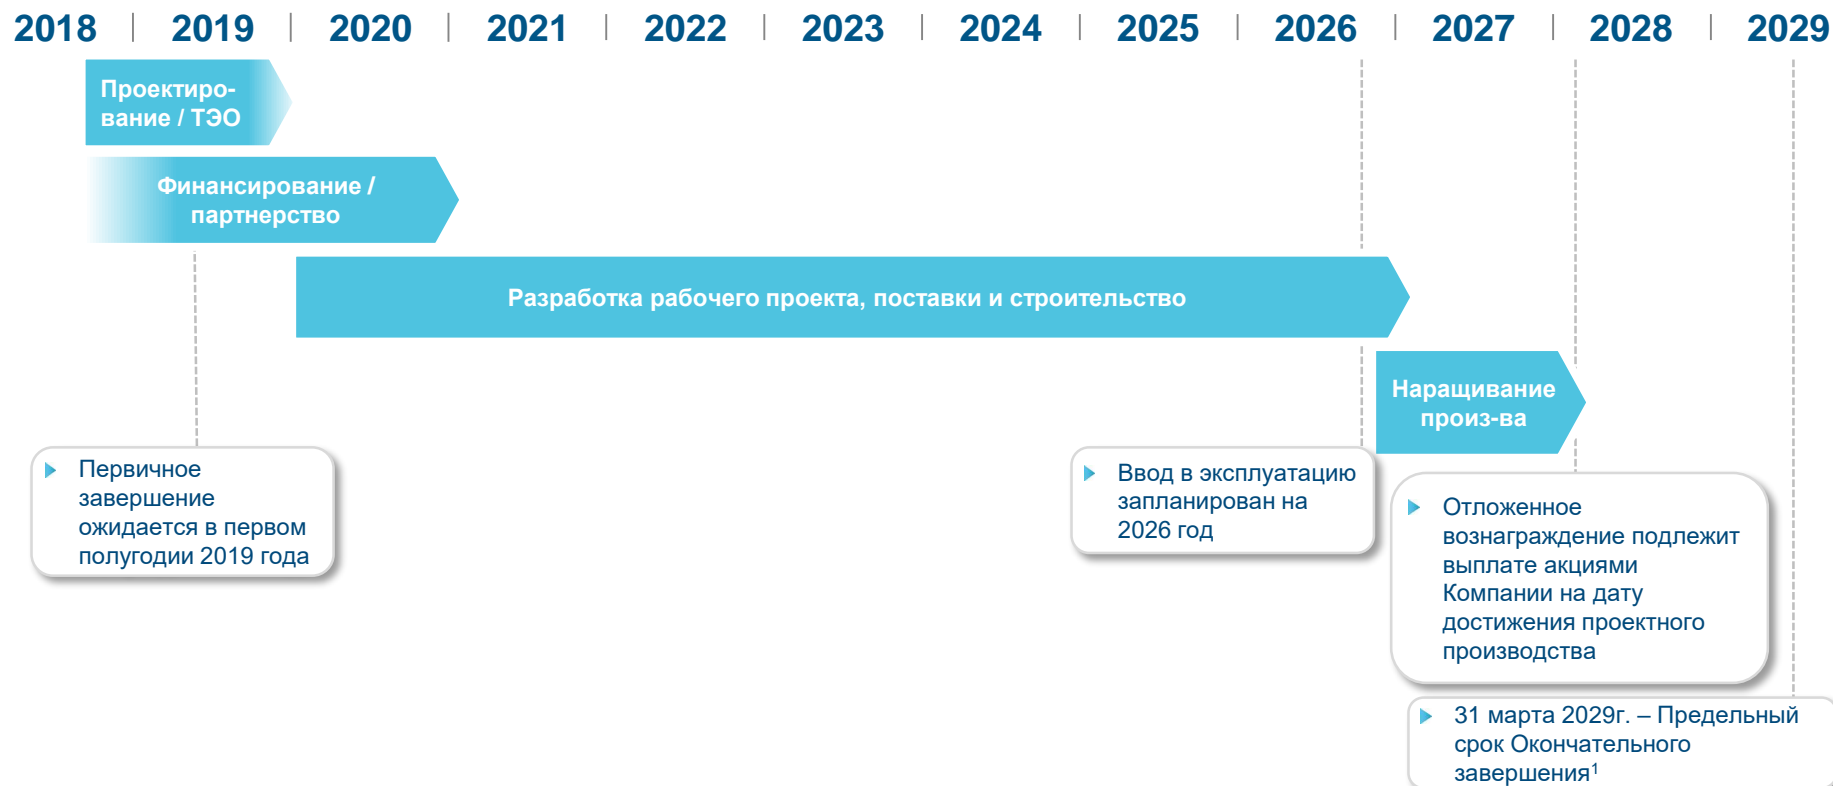 2018 | 2019 | 2020 | 2021 | 2022 | 2023 | 2024 | 2025 | 2026 | 2027 | 2028 | 2029
Проектиро-
вание / ТЭО
Финансирование /
партнерство
Разработка рабочего проекта, поставки и строительство
Наращивание
произ-ва
Первичное
завершение
ожидается в первом
полугодии 2019 года
Ввод в эксплуатацию
запланирован на
2026 год
Отложенное
вознаграждение подлежит
выплате акциями
Компании на дату
достижения проектного
производства
31 марта 2029г. – Предельный
срок Окончательного
завершения¹